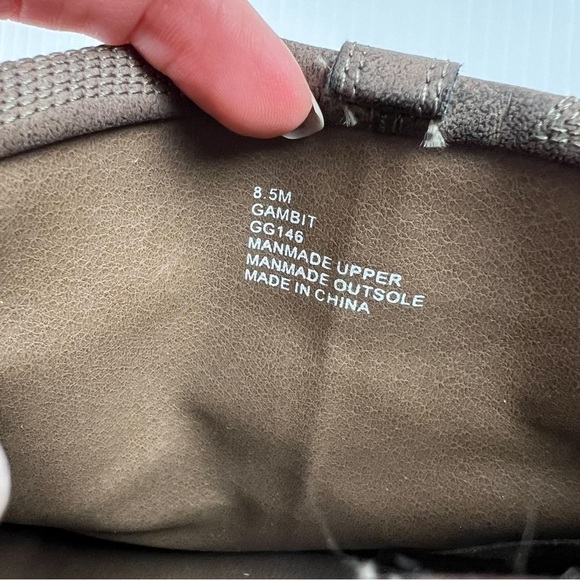 8.5M
GAMBIT
GG146
MANMADE UPPER
MANMADE OUTSOLE
MADE IN CHINA